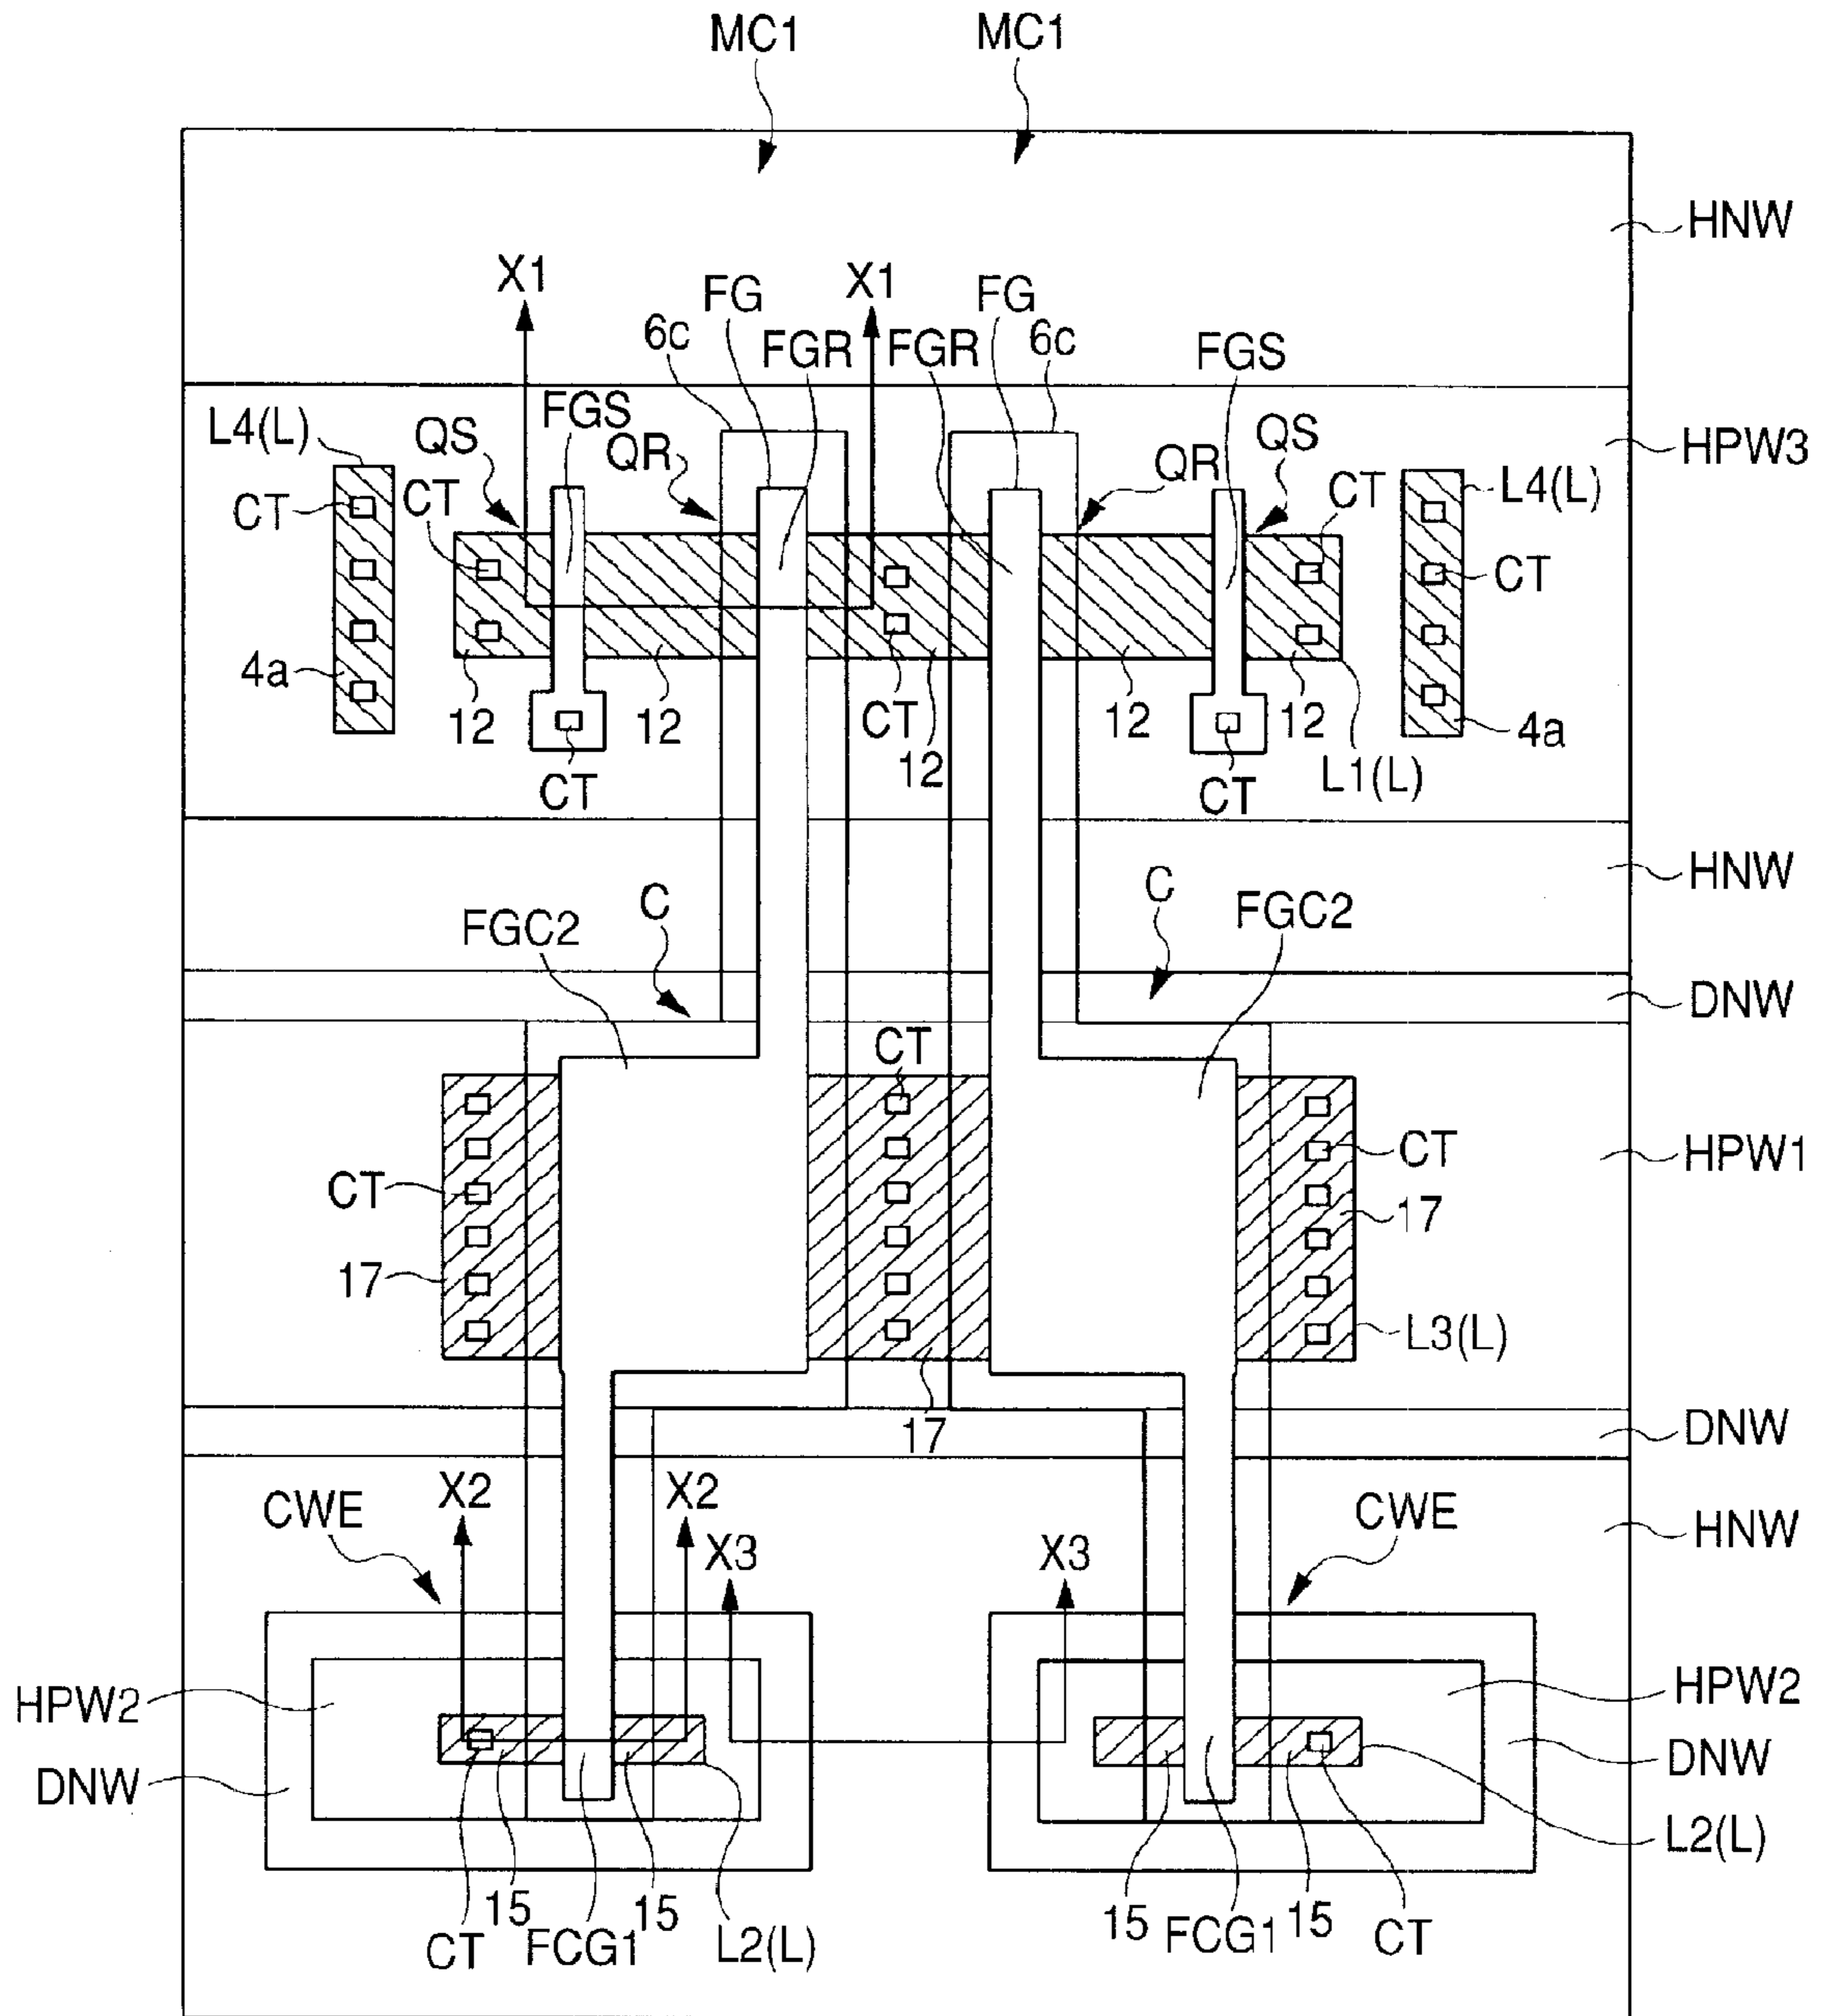 MC1 MC1
HNW
X1 FG X1 FG
6c FGR FGR 6c FGS
FGS
L4(L) QS QR QR QS HPW3
CT CT CT L4(L)
CT
4a 12 12 CT 12 12 12 4a
CT CT L1(L)
HNW
C C
FGC2 FGC2
DNW
CT
CT CT HPW1
17 17
L3(L)
17 DNW
X2 X2
CWE CWE HNW
X3 X3
HPW2 HPW2
DNW DNW
L2(L)
15 15 15 15
CT FCG1 L2(L) FCG1 CT